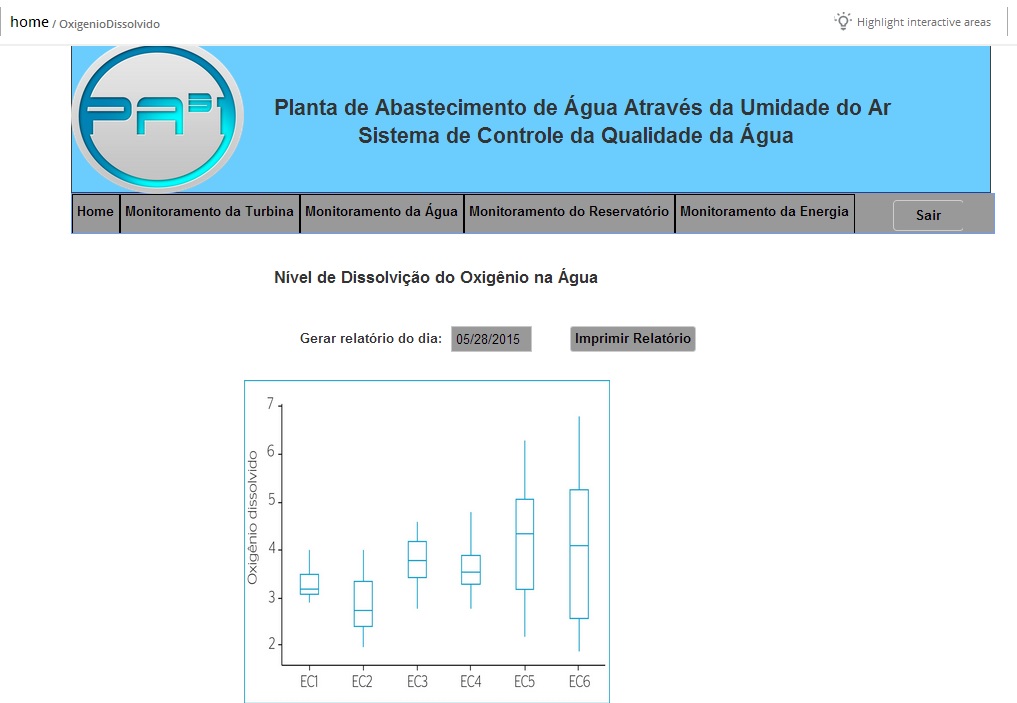 home / OxigenioDissolvido
Highlight interactive areas
PA³I
Planta de Abastecimento de Água Através da Umidade do Ar
Sistema de Controle da Qualidade da Água
Home Monitoramento da Turbina Monitoramento da Água Monitoramento do Reservatório Monitoramento da Energia Sair
Nível de Dissolvição do Oxigênio na Água
Gerar relatório do dia: 05/28/2015 Imprimir Relatório
Oxigênio dissolvido
7
6
5
4
3
2
EC1 EC2 EC3 EC4 EC5 EC6